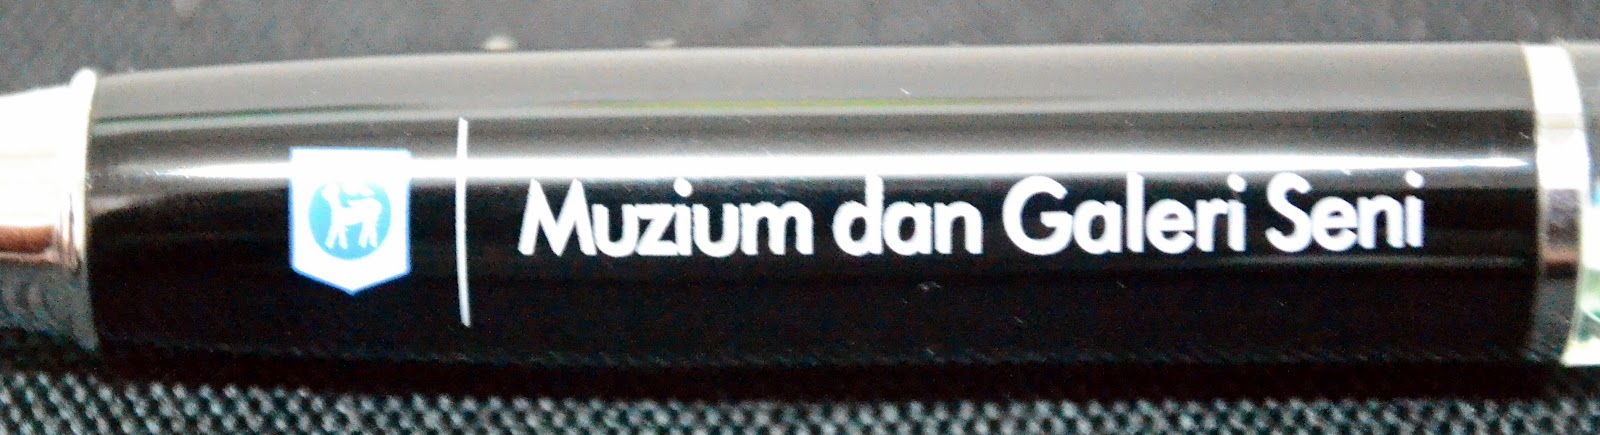 Muzium dan Galeri Seni